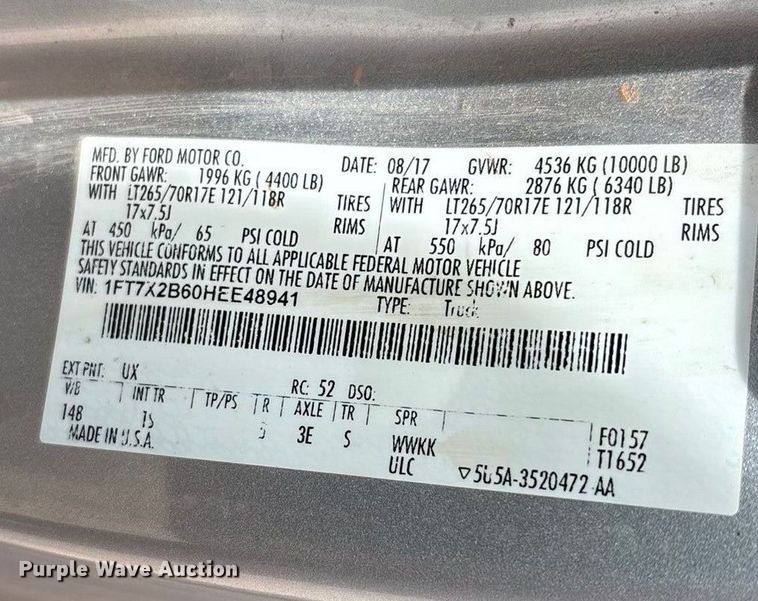 MFD. BY FORD MOTOR CO. DATE: 08/17 GVWR: 4536 KG (10000 LB)
FRONT GAWR: 1996 KG ( 4400 LB) REAR GAWR: 2876 KG ( 6340 LB)
WITH LT265/70R17E 121/118R TIRES WITH LT265/70R17E 121/118R TIRES
17x7.5J RIMS 17x7.5J RIMS
AT 450 kPa/ 65 PSI COLD AT 550 kPa/ 80 PSI COLD
THIS VEHICLE CONFORMS TO ALL APPLICABLE FEDERAL MOTOR VEHICLE
SAFETY STANDARDS IN EFFECT ON THE DATE OF MANUFACTURE SHOWN ABOVE.
VIN: 1FT7X2B60HEE48941 TYPE: Truck
EXT PNT: UX RC: 52 DSO:
W/B INT TR TP/PS R AXLE TR SPR F0157
148 1S 3E S WWKK T1652
MADE IN U.S.A. ULC 5U5A-3520472-AA
Purple Wave Auction